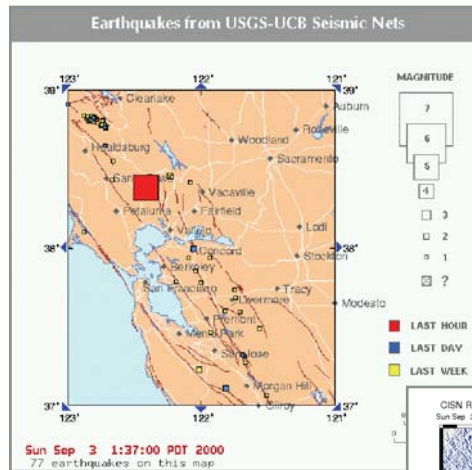 Earthquakes from USGS-UCB Seismic Nets
123° 122° 121°
39° 39°
Clearlake
Auburn
Roseville
Woodland
Healdsburg
Sacramento
Vacaville
Petaluma Fairfield
Vallejo
Lodi
38° 38°
Concord
Stockton
Berkeley
San Francisco
Tracy
Livermore
Modesto
Fremont
Menlo Park
San Jose
Morgan Hill
Gilroy
37° 37°
123° 122° 121°
MAGNITUDE
7
6
5
4
3
2
1
?
LAST HOUR
LAST DAY
LAST WEEK
Sun Sep 3 1:37:00 PDT 2000
77 earthquakes on this map
CISN R
Sun Sep